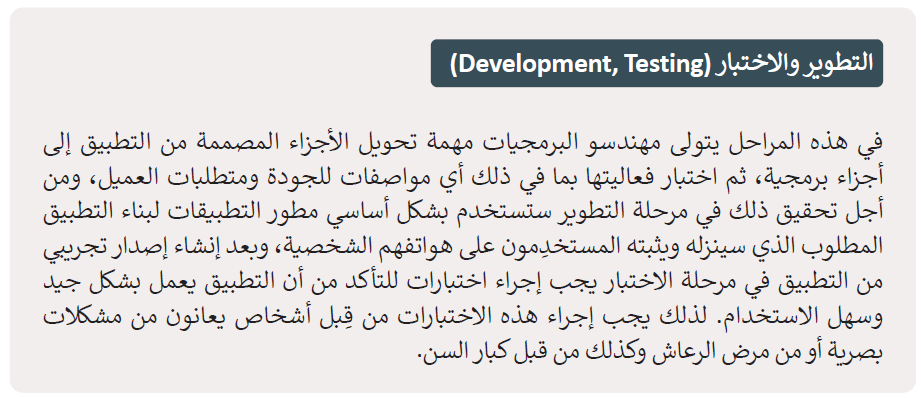 التطوير والاختبار (Development, Testing)
في هذه المراحل يتولى مهندسو البرمجيات مهمة تحويل الأجزاء المصممة من التطبيق إلى
أجزاء برمجية، ثم اختبار فعاليتها بما في ذلك أي مواصفات للجودة ومتطلبات العميل، ومن
أجل تحقيق ذلك في مرحلة التطوير ستستخدم بشكل أساسي مطور التطبيقات لبناء التطبيق
المطلوب الذي سينزله ويثبته المستخدِمون على هواتفهم الشخصية، وبعد إنشاء إصدار تجريبي
من التطبيق في مرحلة الاختبار يجب إجراء اختبارات للتأكد من أن التطبيق يعمل بشكل جيد
وسهل الاستخدام. لذلك يجب إجراء هذه الاختبارات من قِبل أشخاص يعانون من مشكلات
بصرية أو من مرض الرعاش وكذلك من قبل كبار السن.